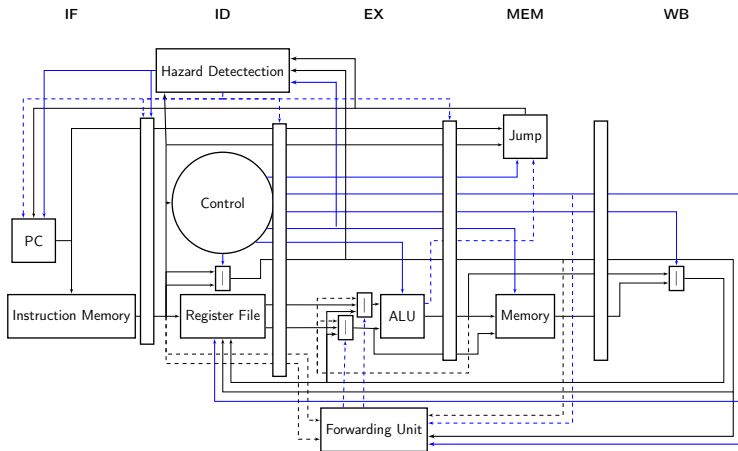 IF ID EX MEM WB
Hazard Detectection
Jump
Control
PC
Instruction Memory
Register File
ALU
Memory
Forwarding Unit